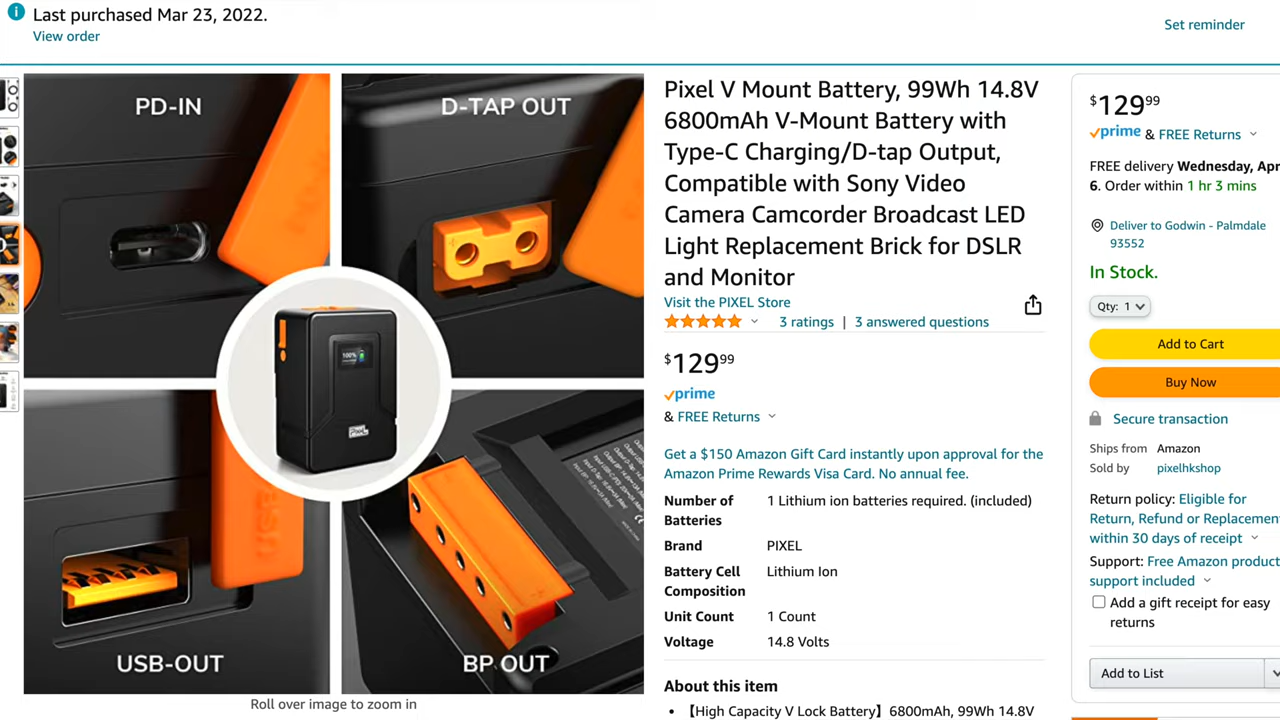 Last purchased Mar 23, 2022.
View order
Set reminder
PD-IN
D-TAP OUT
100%
Pixel
USB
USB-OUT
BP OUT
Roll over image to zoom in
Pixel V Mount Battery, 99Wh 14.8V
6800mAh V-Mount Battery with
Type-C Charging/D-tap Output,
Compatible with Sony Video
Camera Camcorder Broadcast LED
Light Replacement Brick for DSLR
and Monitor
Visit the PIXEL Store
3 ratings | 3 answered questions
$129 99
prime
& FREE Returns
Get a $150 Amazon Gift Card instantly upon approval for the
Amazon Prime Rewards Visa Card. No annual fee.
Number of 1 Lithium ion batteries required. (included)
Batteries
Brand PIXEL
Battery Cell Lithium Ion
Composition
Unit Count 1 Count
Voltage 14.8 Volts
About this item
• 【High Capacity V Lock Battery】6800mAh, 99Wh 14.8V
$129 99
prime & FREE Returns
FREE delivery Wednesday, Apr
6. Order within 1 hr 3 mins
Deliver to Godwin - Palmdale
93552
In Stock.
Qty: 1
Add to Cart
Buy Now
Secure transaction
Ships from Amazon
Sold by pixelhkshop
Return policy: Eligible for
Return, Refund or Replacement
within 30 days of receipt
Support: Free Amazon product
support included
Add a gift receipt for easy
returns
Add to List